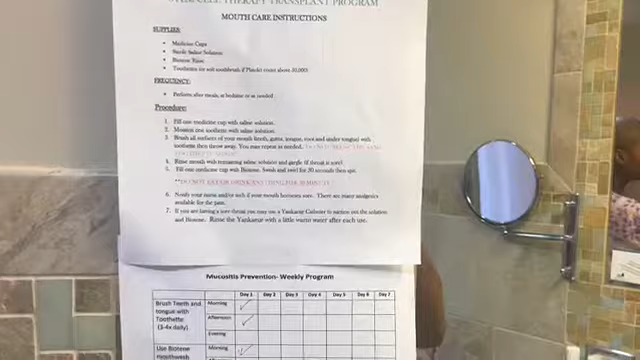 STEM CELL THERAPY TRANSPLANT PROGRAM
MOUTH CARE INSTRUCTIONS
SUPPLIES:
• Medicine Cups
• Sterile Saline Solution
• Biotene Rinse
• Toothettes (or soft toothbrush if Platelet count above 50,000)
FREQUENCY:
• Perform after meals, at bedtime or as needed
Procedure:
1. Fill one medicine cup with saline solution.
2. Moisten one toothette with saline solution.
3. Brush all surfaces of your mouth (teeth, gums, tongue, roof and under tongue) with
toothette then throw away. You may repeat as needed.
4. Rinse mouth with remaining saline solution and gargle (if throat is sore)
5. Fill one medicine cup with Biotene. Swish and swirl for 30 seconds then spit.
**DO NOT EAT OR DRINK ANYTHING FOR 30 MINUTES
6. Notify your nurse and/or tech if your mouth becomes sore. There are many analgesics
available for the pain.
7. If you are having a sore throat you may use a Yankauer Catheter to suction out the solution
and Biotene. Rinse the Yankauer with a little warm water after each use.
Mucositis Prevention- Weekly Program
Day 1 Day 2 Day 3 Day 4 Day 5 Day 6 Day 7
Brush Teeth and tongue with Toothette (3-4x daily)
Morning
Afternoon
Evening
Use Biotene Mouthwash
Morning